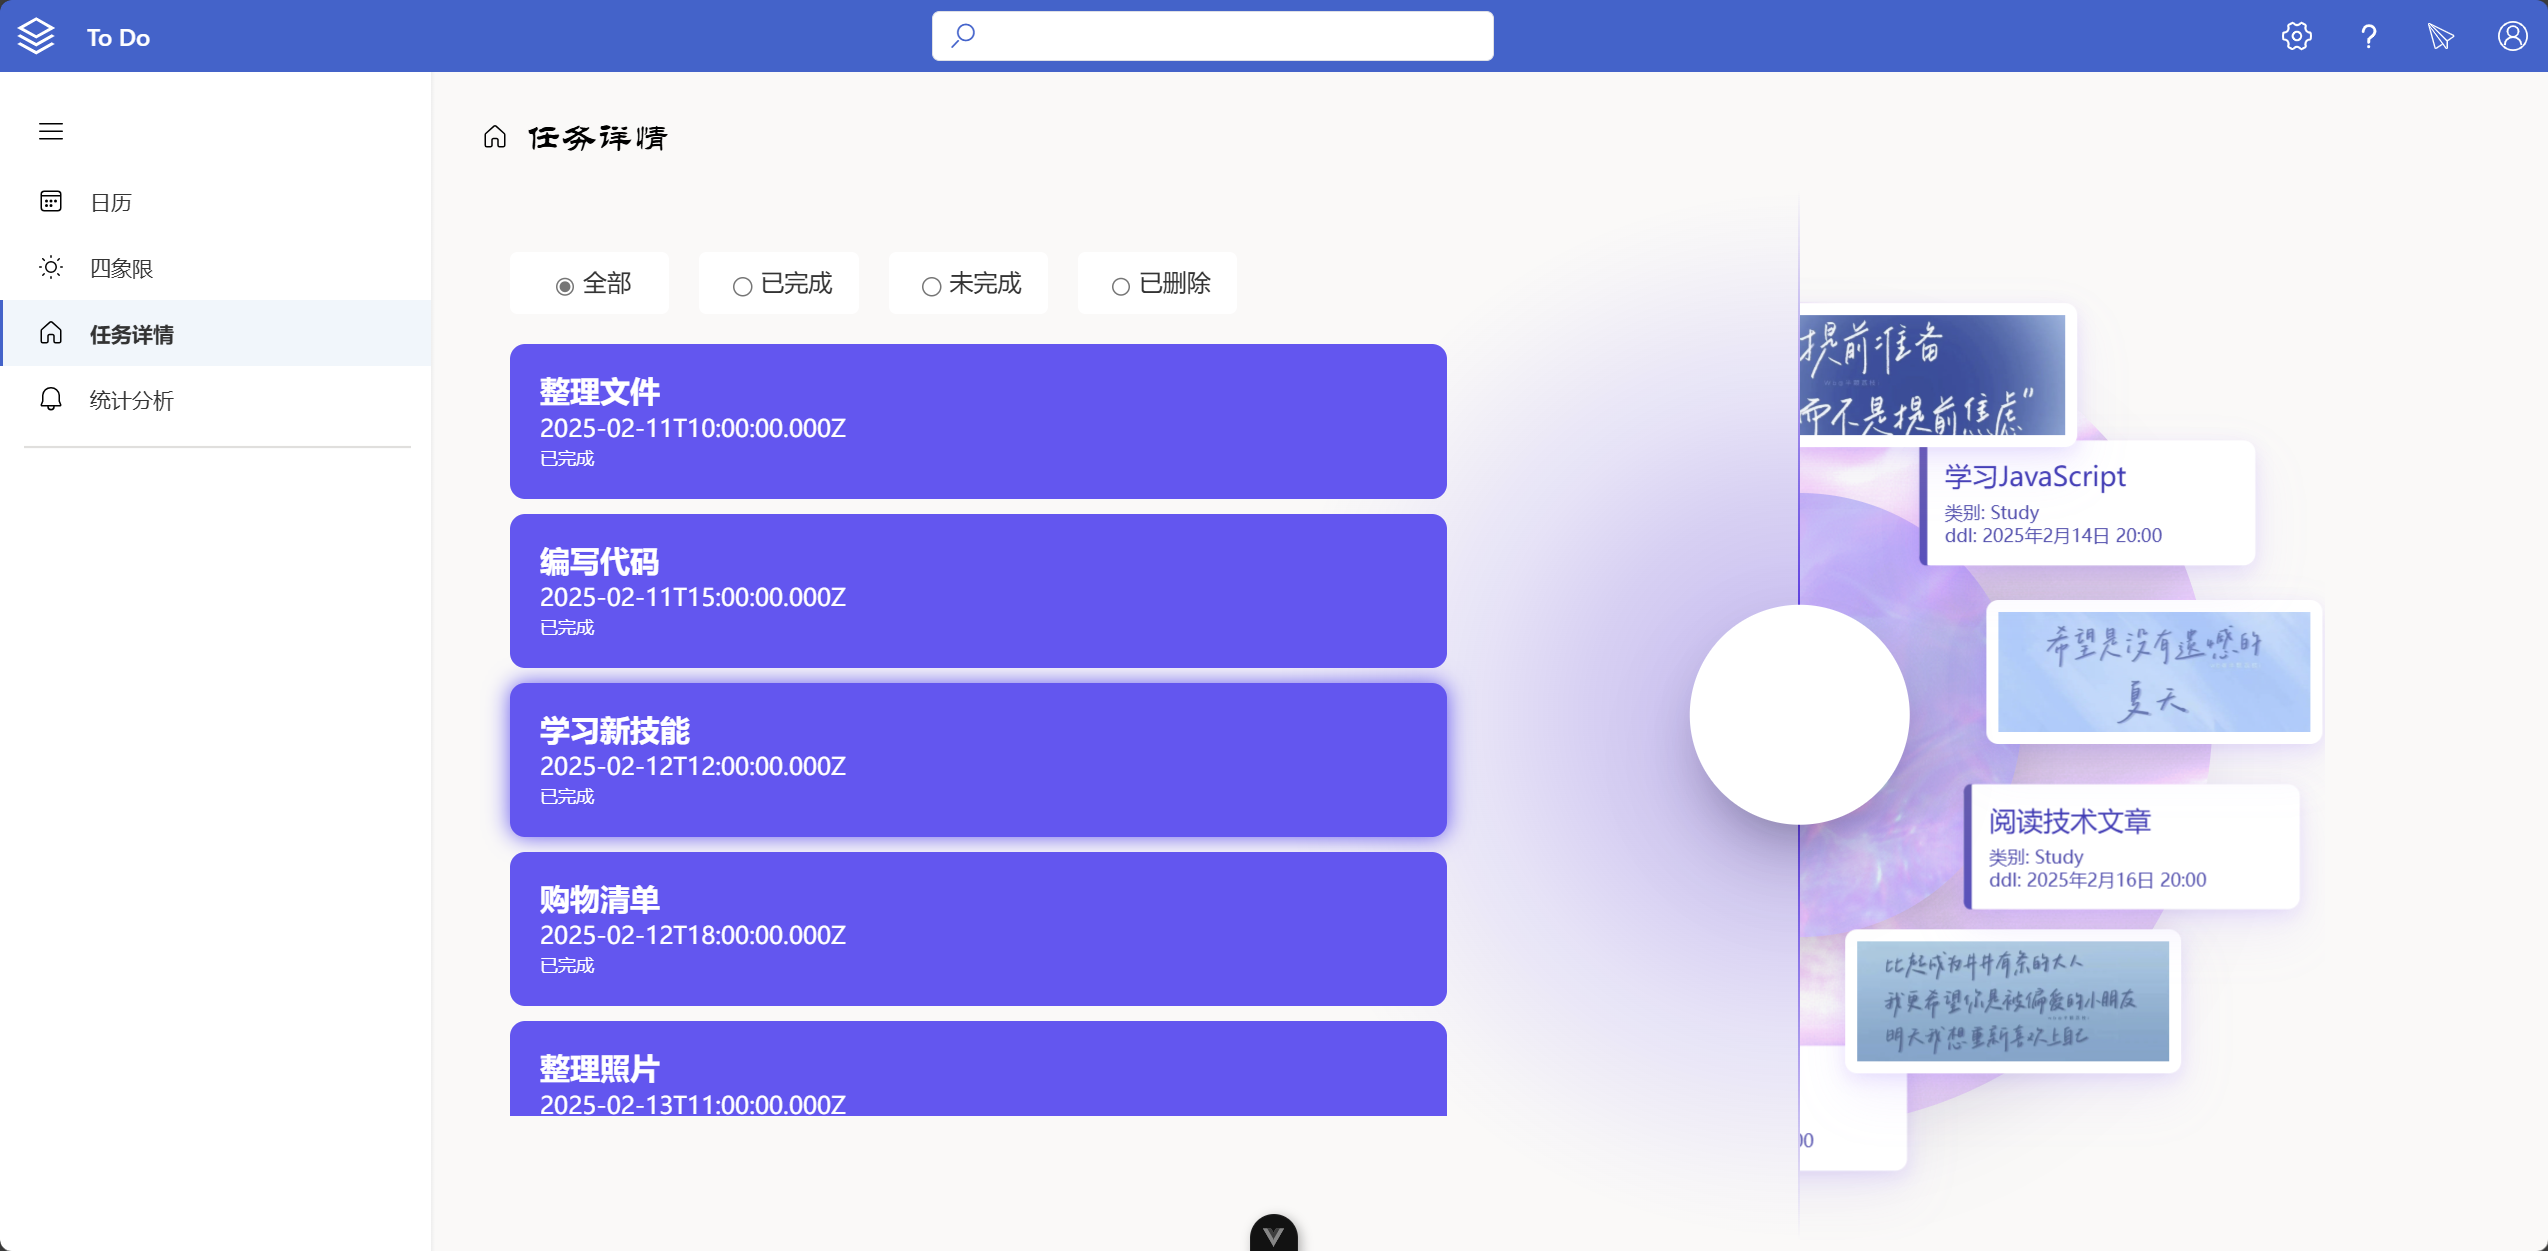 To Do
日历
四象限
任务详情
统计分析
任务详情
全部
已完成
未完成
已删除
整理文件
2025-02-11T10:00:00.000Z
已完成
编写代码
2025-02-11T15:00:00.000Z
已完成
学习新技能
2025-02-12T12:00:00.000Z
已完成
购物清单
2025-02-12T18:00:00.000Z
已完成
整理照片
2025-02-13T11:00:00.000Z
提前准备
而不是提前焦虑”
学习JavaScript
类别: Study
ddl: 2025年2月14日 20:00
希望是没有遗憾的
夏天
阅读技术文章
类别: Study
ddl: 2025年2月16日 20:00
比起成为井井有条的大人
我更希望你是被偏爱的小朋友
明天我想重新喜欢上自己
00